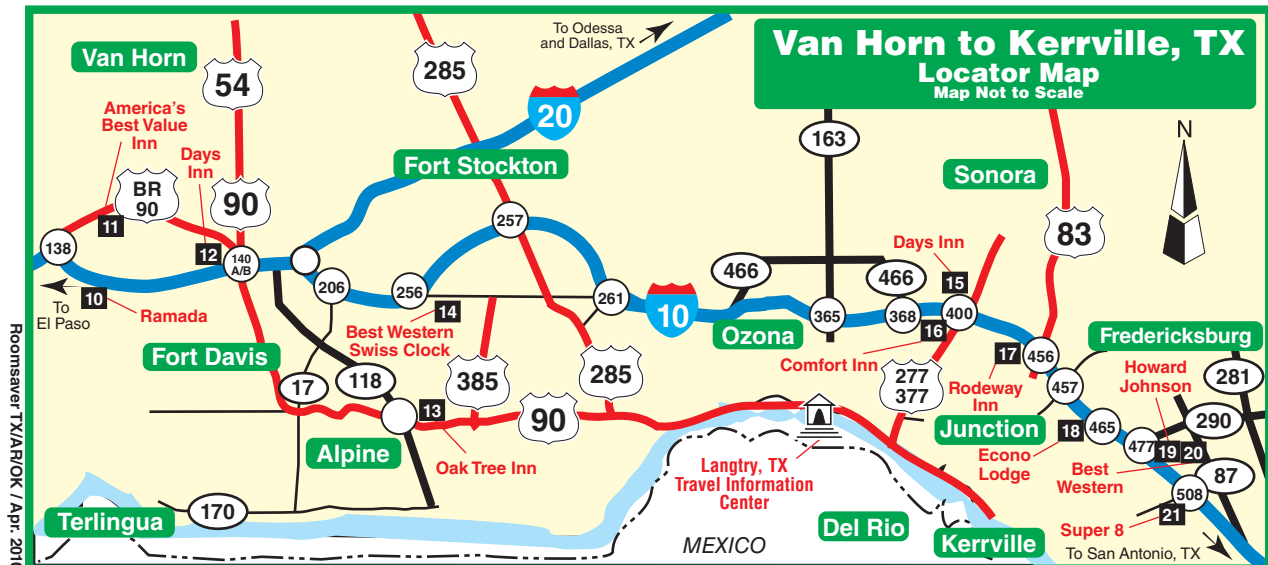 Van Horn to Kerrville, TX
Locator Map
Map Not to Scale
To Odessa
and Dallas, TX
Van Horn
54
285
20
163
N
America's
Best Value
Inn
Days
Inn
BR
90
90
Fort Stockton
Sonora
83
11
12
138
140
A/B
257
Days Inn
15
466
466
10
To
El Paso
Ramada
206
256
14
261
10
365
368
400
16
Best Western
Swiss Clock
Ozona
Comfort Inn
17
456
Rodeway
Inn
Fredericksburg
Howard
Johnson
281
Fort Davis
17
118
385
285
277
377
457
13
90
Oak Tree Inn
Alpine
Junction
18
465
Econo
Lodge
477
19
20
290
Best
Western
87
Langtry, TX
Travel Information
Center
508
21
Super 8
Terlingua
170
MEXICO
Del Rio
Kerrville
To San Antonio, TX
Roomsaver TX/AR/OK / Apr. 201